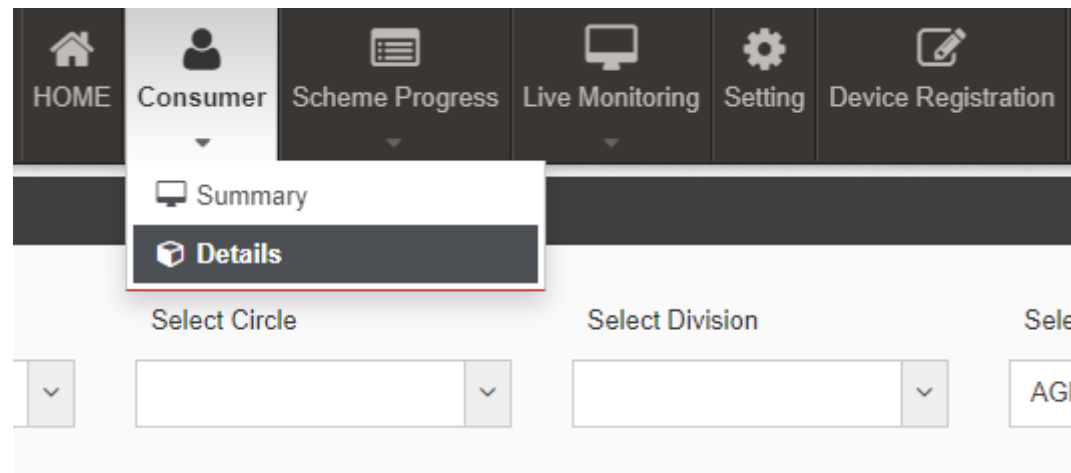 HOME Consumer Scheme Progress Live Monitoring Setting Device Registration
Summary
Details
Select Circle Select Division